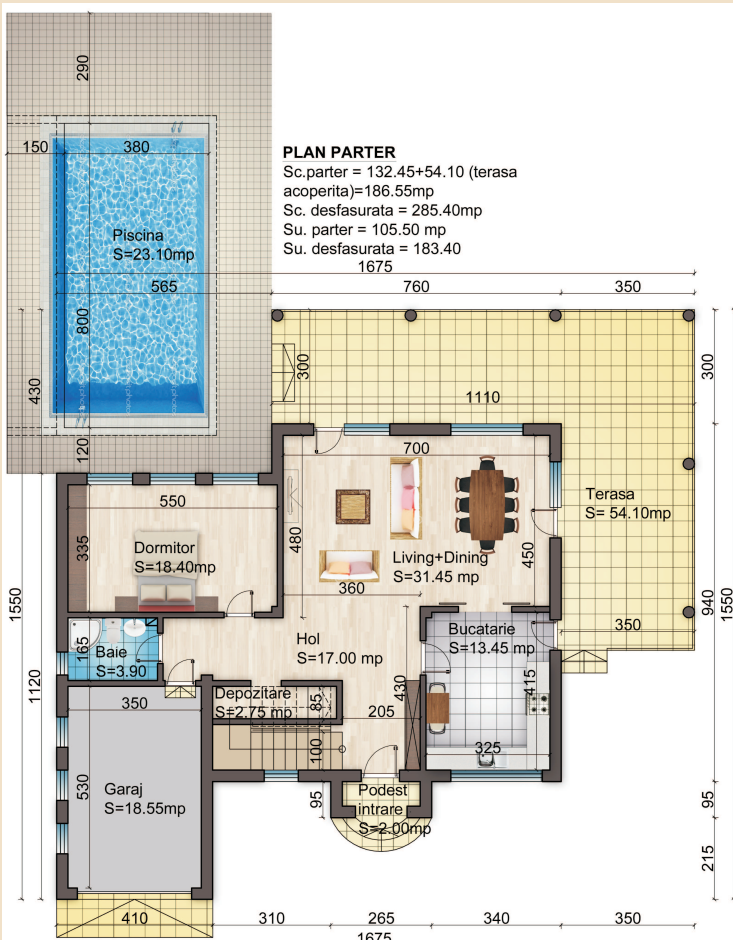 290
150
380
PLAN PARTER
Sc.parter = 132.45+54.10 (terasa
acoperita)=186.55mp
Sc. desfasurata = 285.40mp
Su. parter = 105.50 mp
Su. desfasurata = 183.40
Piscina
S=23.10mp
1675
565
760
350
800
430
300
300
1110
120
700
550
Terasa
S= 54.10mp
335
480
450
Dormitor
S=18.40mp
Living+Dining
S=31.45 mp
360
1550
940
1550
350
165
Baie
S=3.90
Hol
S=17.00 mp
Bucatarie
S=13.45 mp
1120
430
415
350
Depozitare
S=2.75 mp
85
205
100
325
530
Garaj
S=18.55mp
95
Podest
intrare
S=2.00mp
95
215
410
310
265
340
350
1675